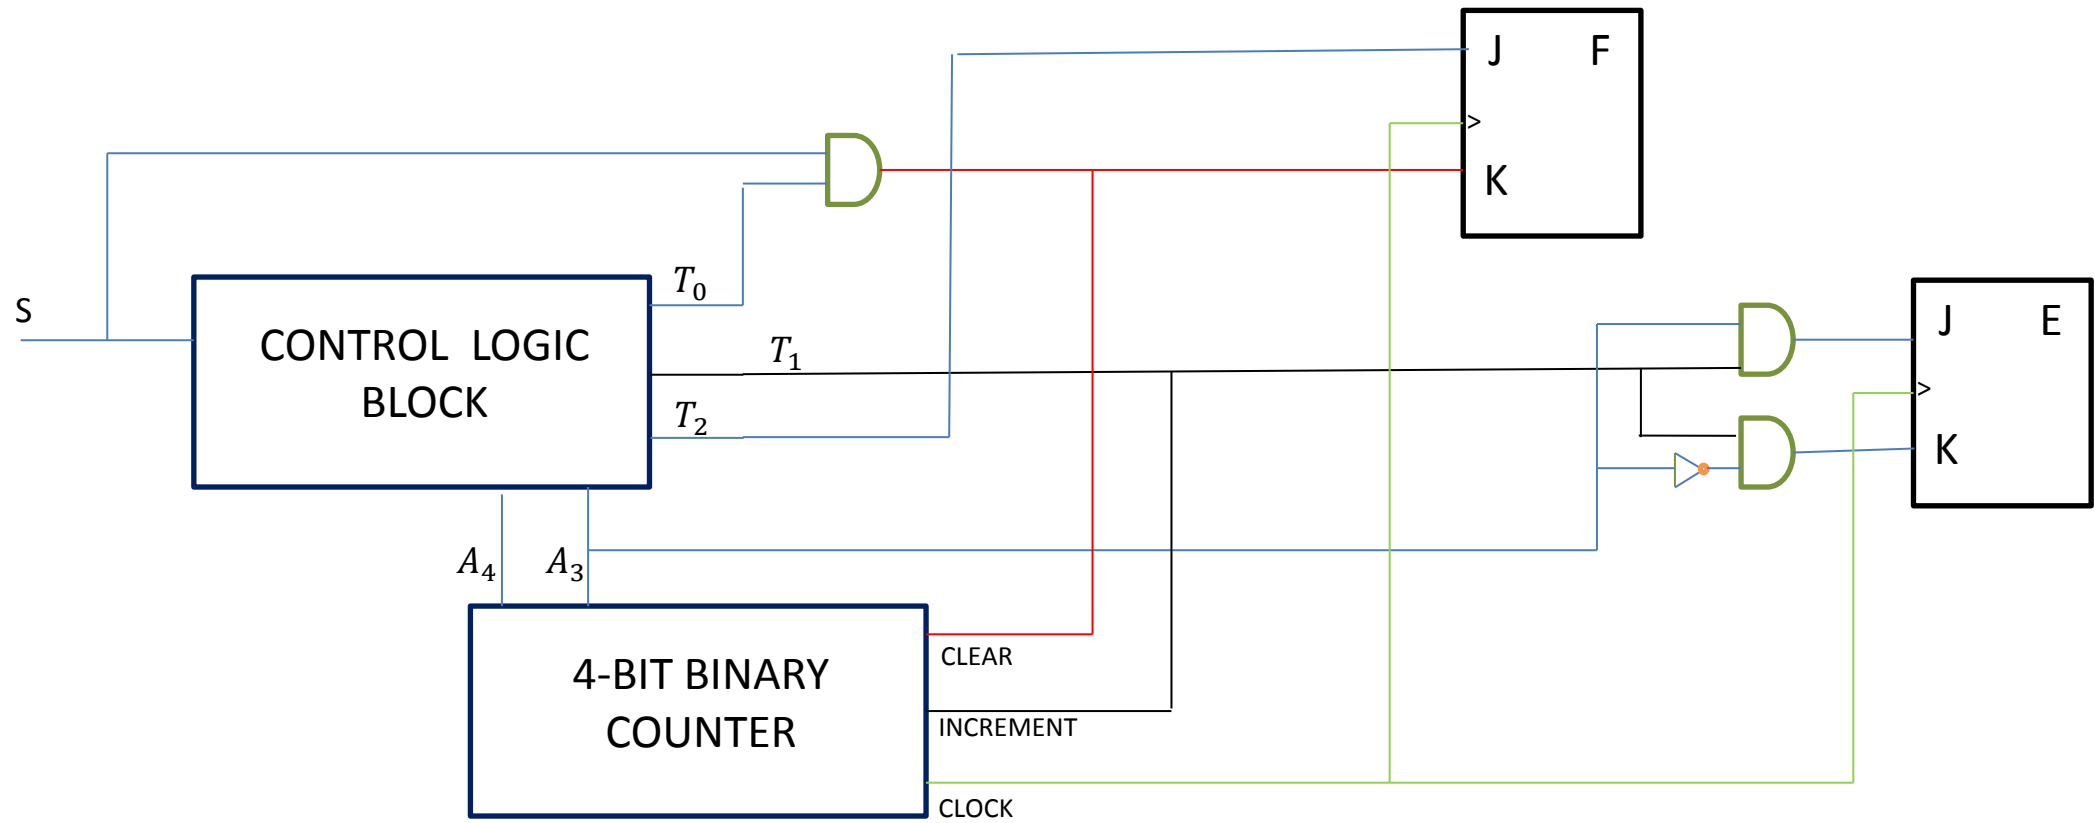 J F
>
K
S
T₀
CONTROL LOGIC
BLOCK
T₁
T₂
J E
>
K
A₄ A₃
CLEAR
4-BIT BINARY
COUNTER
INCREMENT
CLOCK